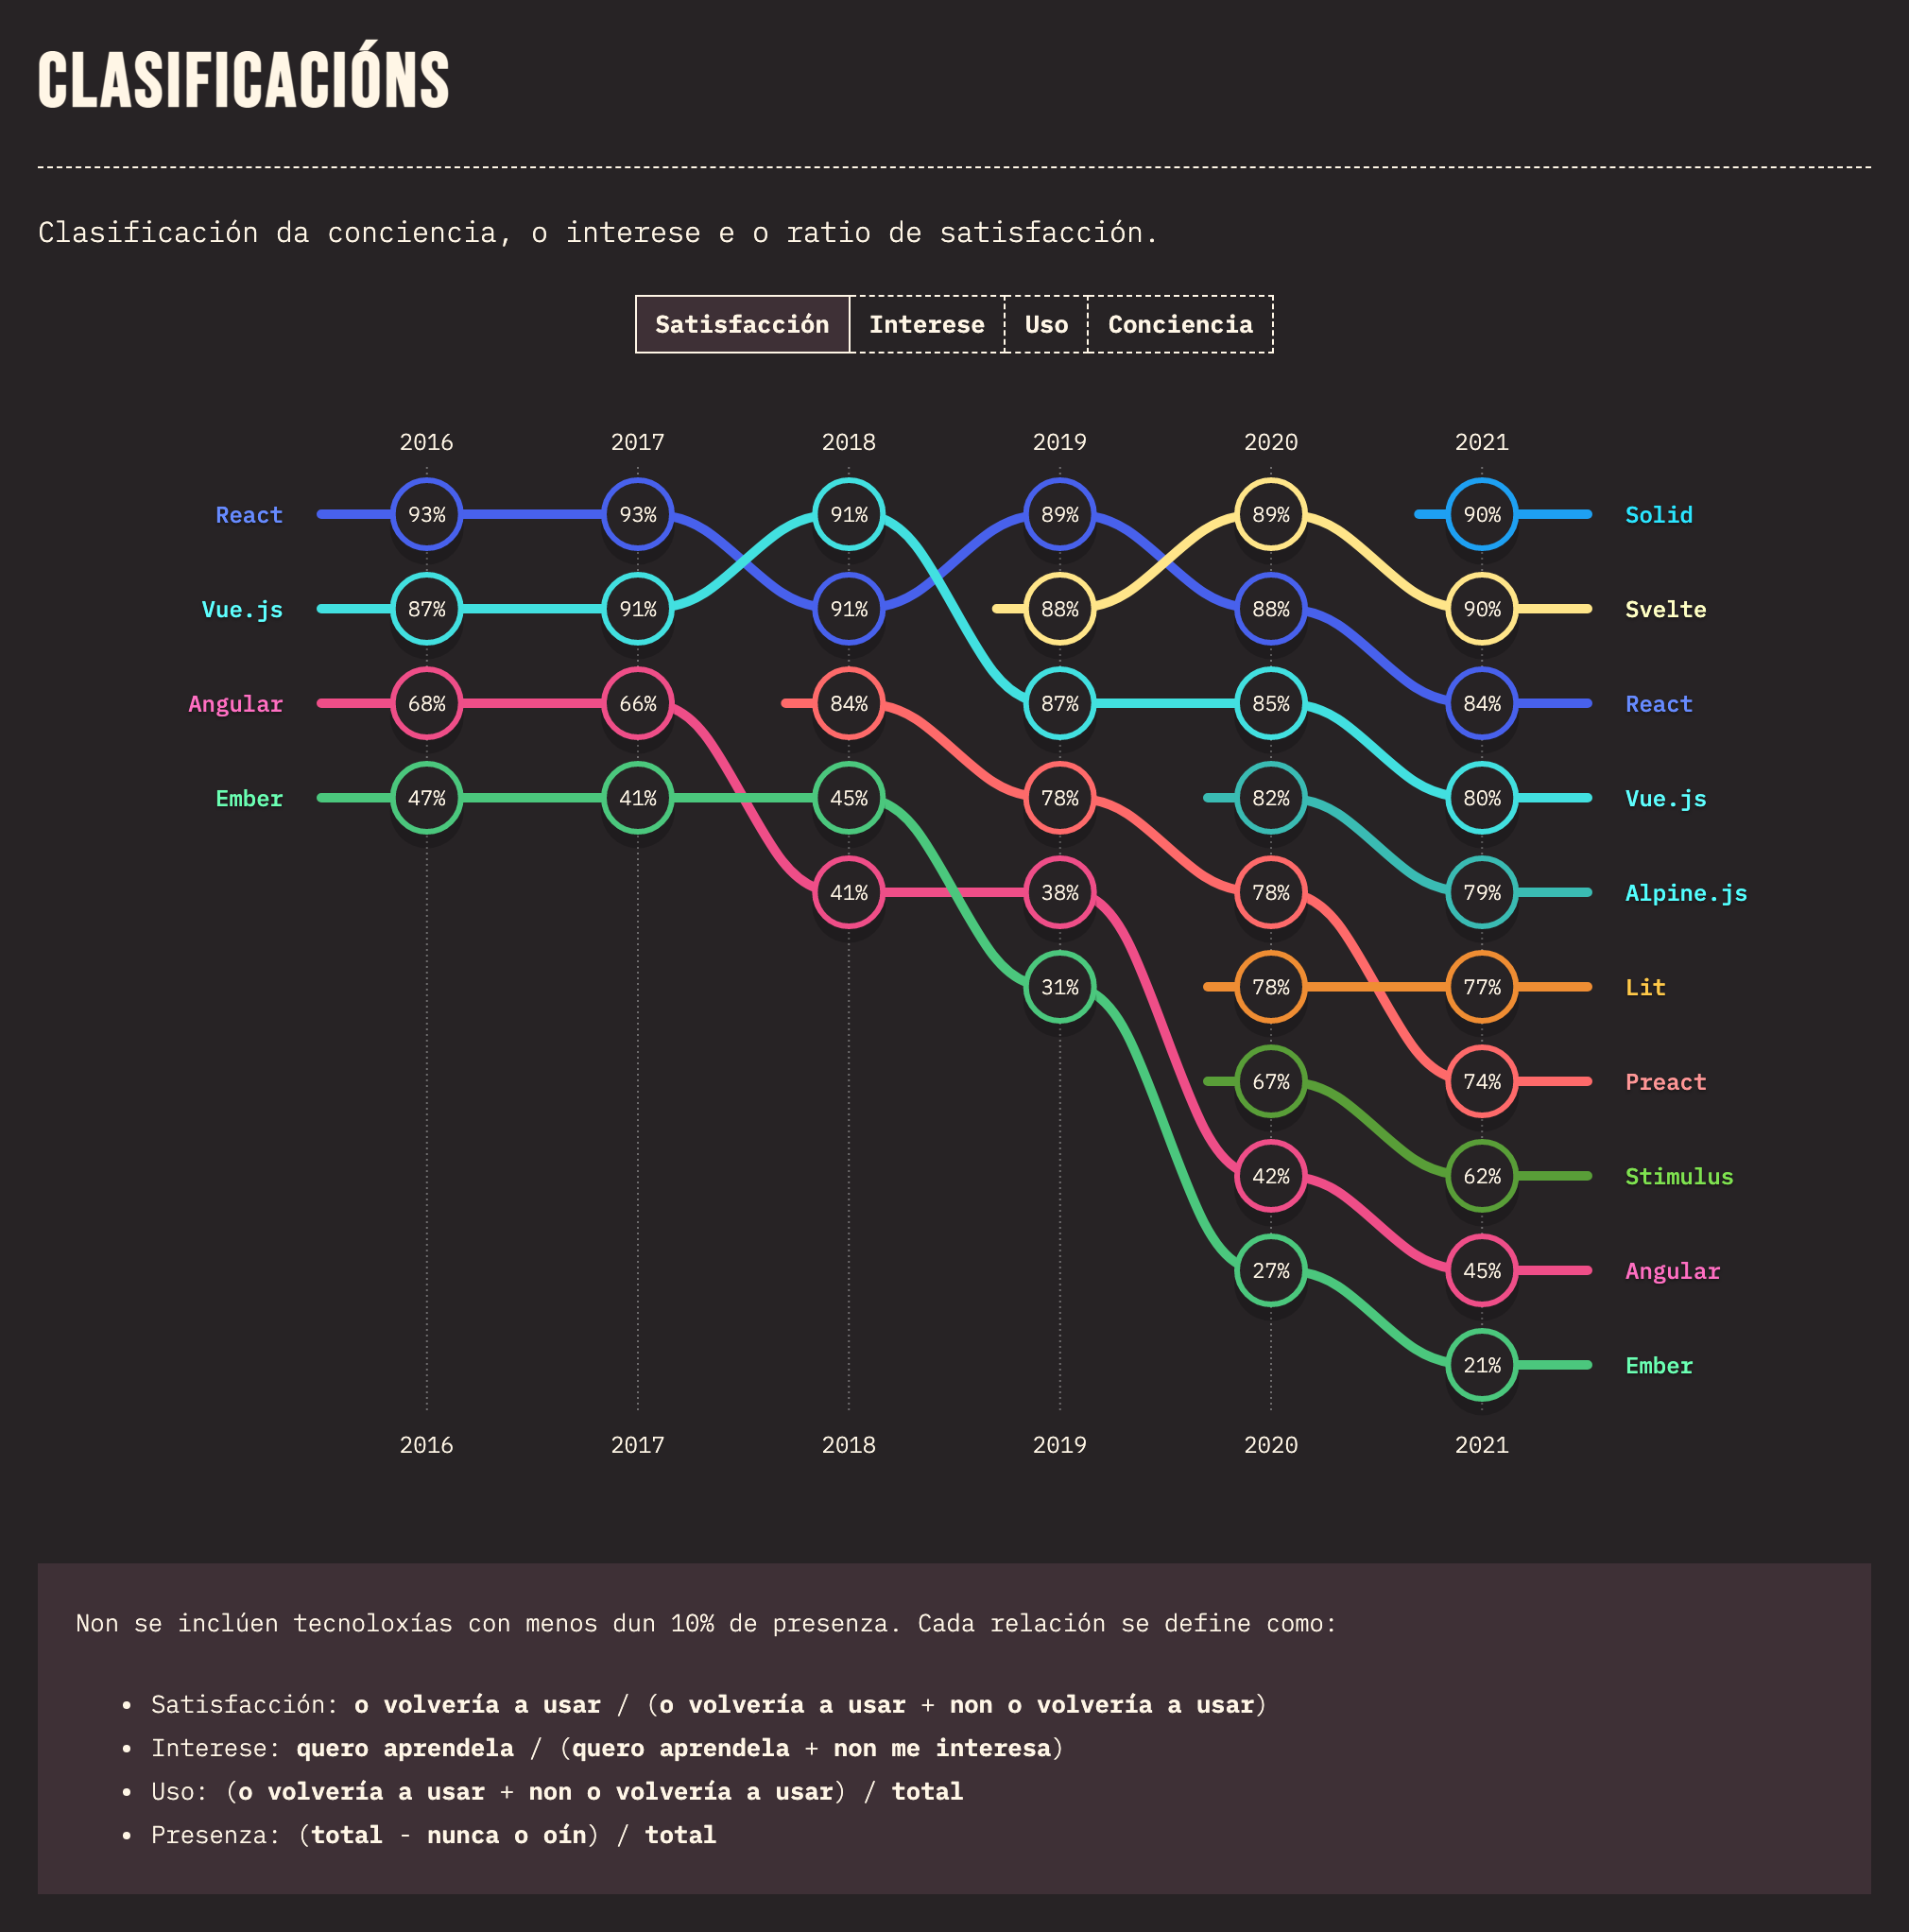 CLASIFICACIÓNS
Clasificación da conciencia, o interese e o ratio de satisfacción.
Satisfacción Interese Uso Conciencia
2016 2017 2018 2019 2020 2021
React 93% 93% 91% 89% 89% 90% Solid
Vue.js 87% 91% 91% 88% 88% 90% Svelte
Angular 68% 66% 84% 87% 85% 84% React
Ember 47% 41% 45% 78% 82% 80% Vue.js
41% 38% 78% 79% Alpine.js
31% 78% 77% Lit
67% 74% Preact
42% 62% Stimulus
27% 45% Angular
21% Ember
2016 2017 2018 2019 2020 2021
Non se inclúen tecnoloxías con menos dun 10% de presenza. Cada relación se define como:
• Satisfacción: o volvería a usar / (o volvería a usar + non o volvería a usar)
• Interese: quero aprendela / (quero aprendela + non me interesa)
• Uso: (o volvería a usar + non o volvería a usar) / total
• Presenza: (total - nunca o oín) / total